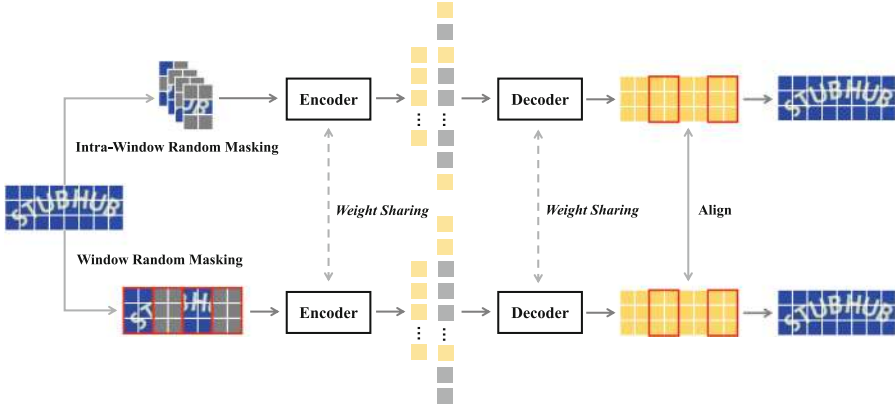 Encoder
Decoder
STUBHUB
Intra-Window Random Masking
STUBHUB
Weight Sharing
Weight Sharing
Align
Window Random Masking
Encoder
Decoder
STUBHUB